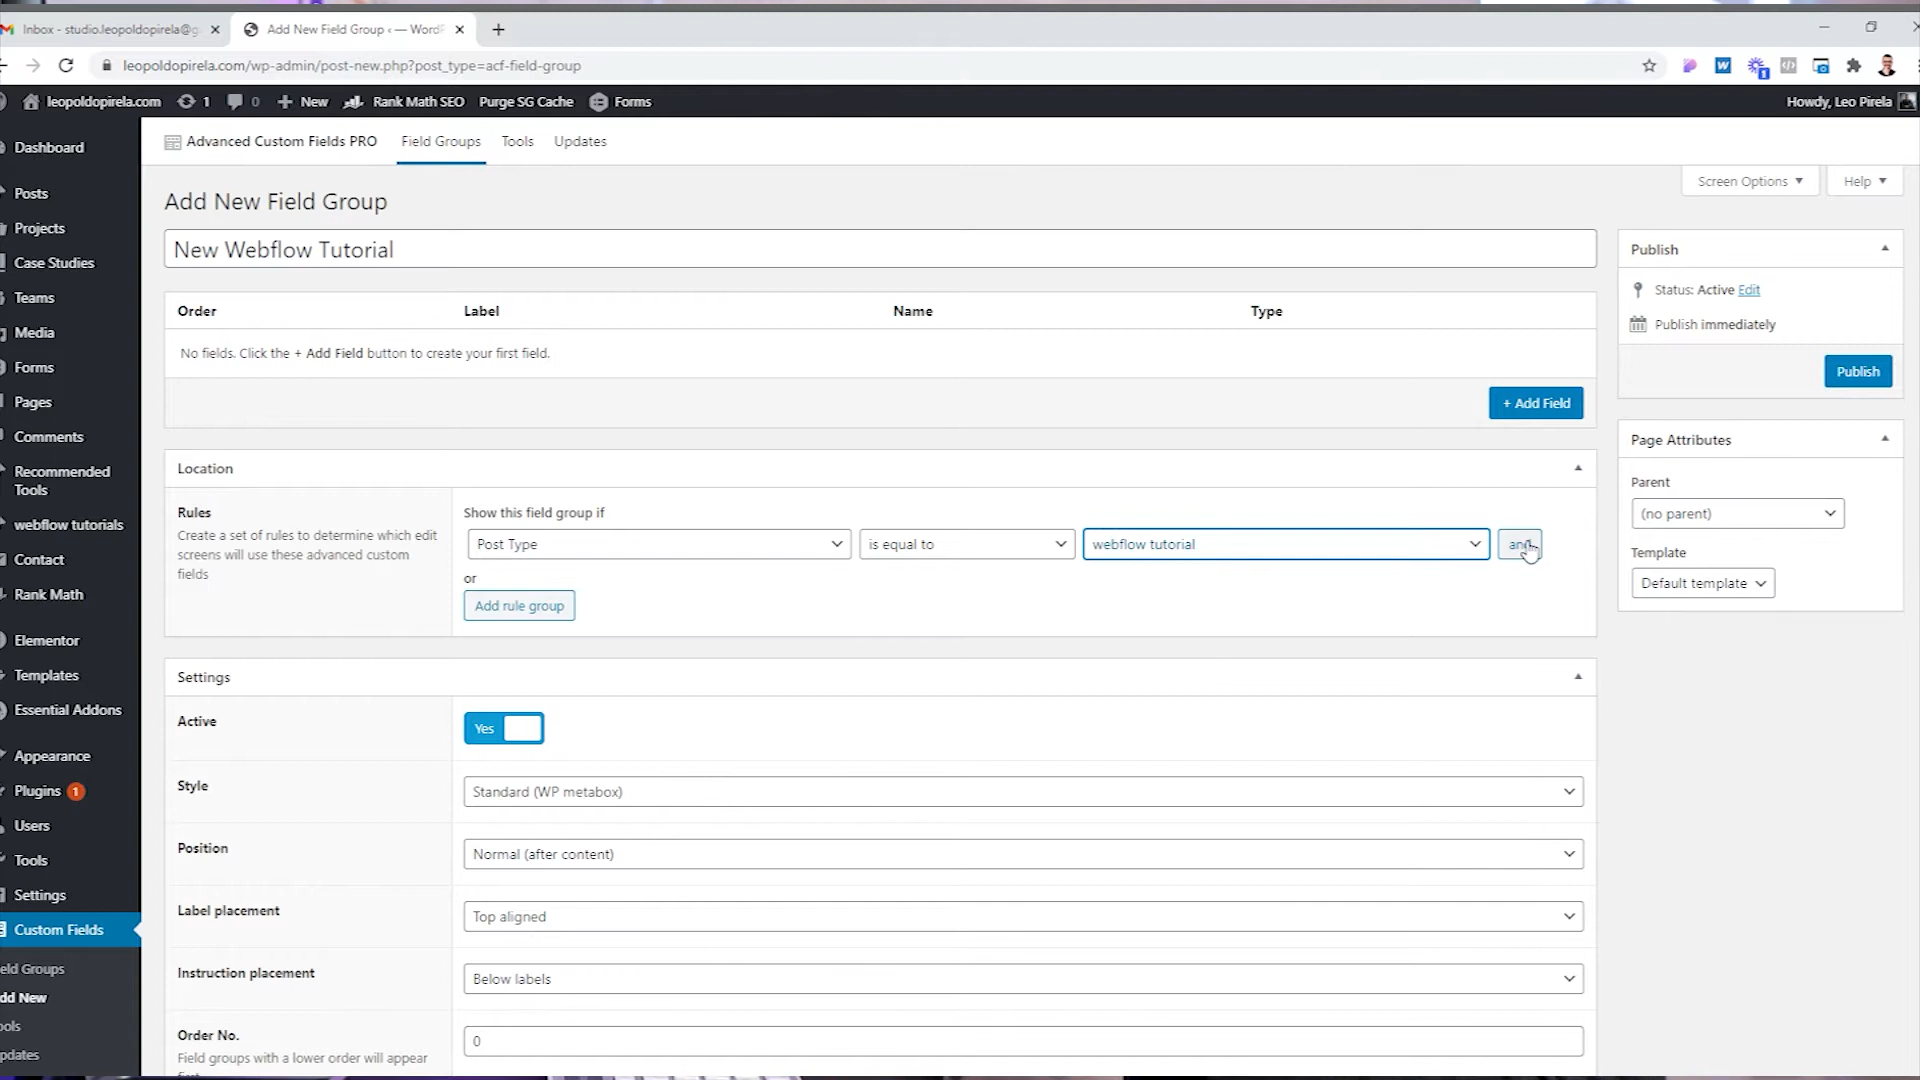 Inbox - studio.leopoldopirela@g
Add New Field Group ‹ — Word
leopoldopirela.com/wp-admin/post-new.php?post_type=acf-field-group
leopoldopirela.com 1 0 New Rank Math SEO Purge SG Cache Forms Howdy, Leo Pirela
Advanced Custom Fields PRO Field Groups Tools Updates
Screen Options Help
Dashboard
Posts
Projects
Case Studies
Teams
Media
Forms
Pages
Comments
Recommended
Tools
webflow tutorials
Contact
Rank Math
Elementor
Templates
Essential Addons
Appearance
Plugins 1
Users
Tools
Settings
Custom Fields
eld Groups
dd New
ools
pdates
Add New Field Group
New Webflow Tutorial
Order Label Name Type
No fields. Click the + Add Field button to create your first field.
+ Add Field
Location
Rules
Create a set of rules to determine which edit
screens will use these advanced custom
fields
Show this field group if
Post Type is equal to webflow tutorial and
or
Add rule group
Settings
Active
Yes
Style
Standard (WP metabox)
Position
Normal (after content)
Label placement
Top aligned
Instruction placement
Below labels
Order No.
Field groups with a lower order will appear
0
Publish
Status: Active Edit
Publish immediately
Publish
Page Attributes
Parent
(no parent)
Template
Default template